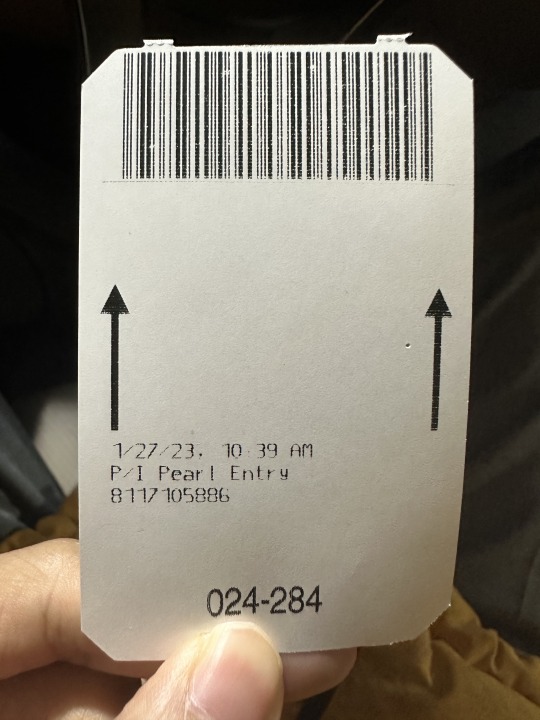 1/27/23, 10:39 AM
P/I Pearl Entry
8117105886
024-284